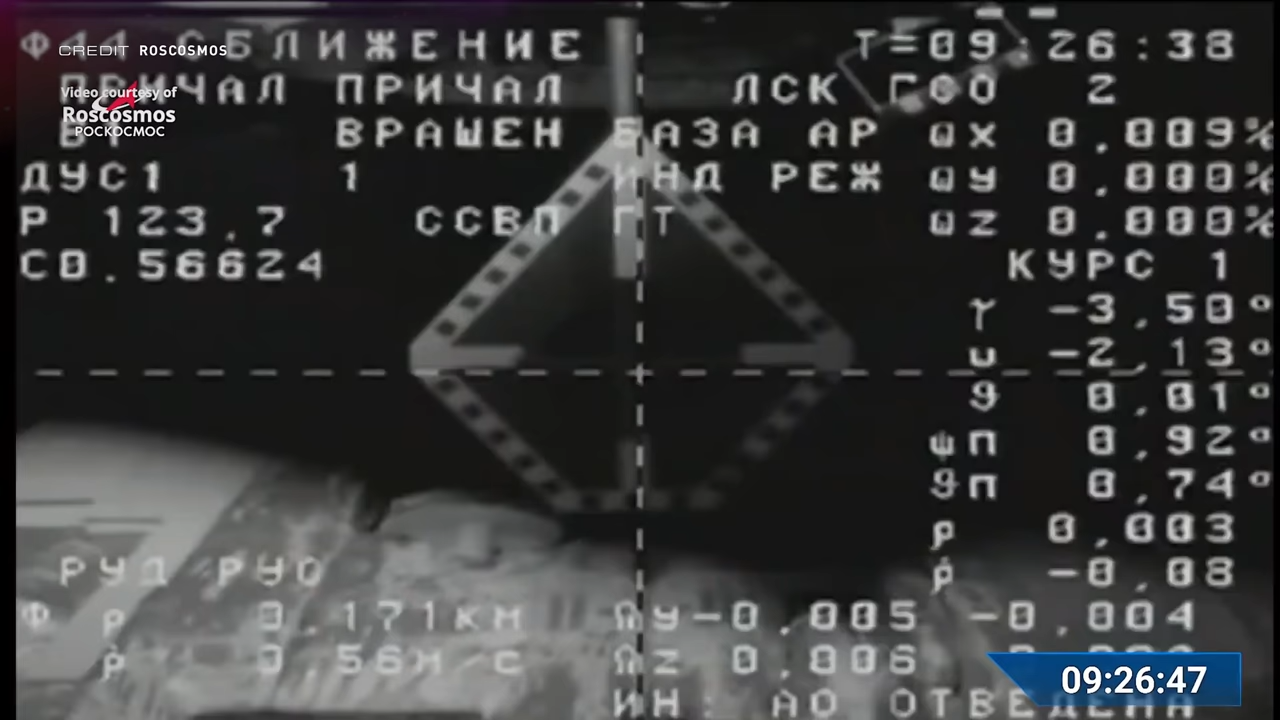 Ф44 СБЛИЖЕНИЕ T=09:26:38
CREDIT ROSCOSMOS
ПРИЧАЛ ПРИЧАЛ ЛСК ГСО 2
Video courtesy of
Roscosmos
РОСКОСМОС
ВРАШЕН БАЗА АР ωx 0,009%
ДУС1 1 ИНД РЕЖ ωy 0,000%
P 123,7 ССВП ГТ ωz 0,000%
C0.56624 КУРС 1
γ -3,50°
-2,13°
ϑ 0,01°
ψп 0,92°
ϑп 0,74°
ρ 0,003
РУД РУО ρ̇ -0,08
Ф ρ 0,171км Ωy-0,005 -0,004
ρ̇ 0,56м/с Ωz 0,006
09:26:47
ИН: АО ОТВЕДЕНА